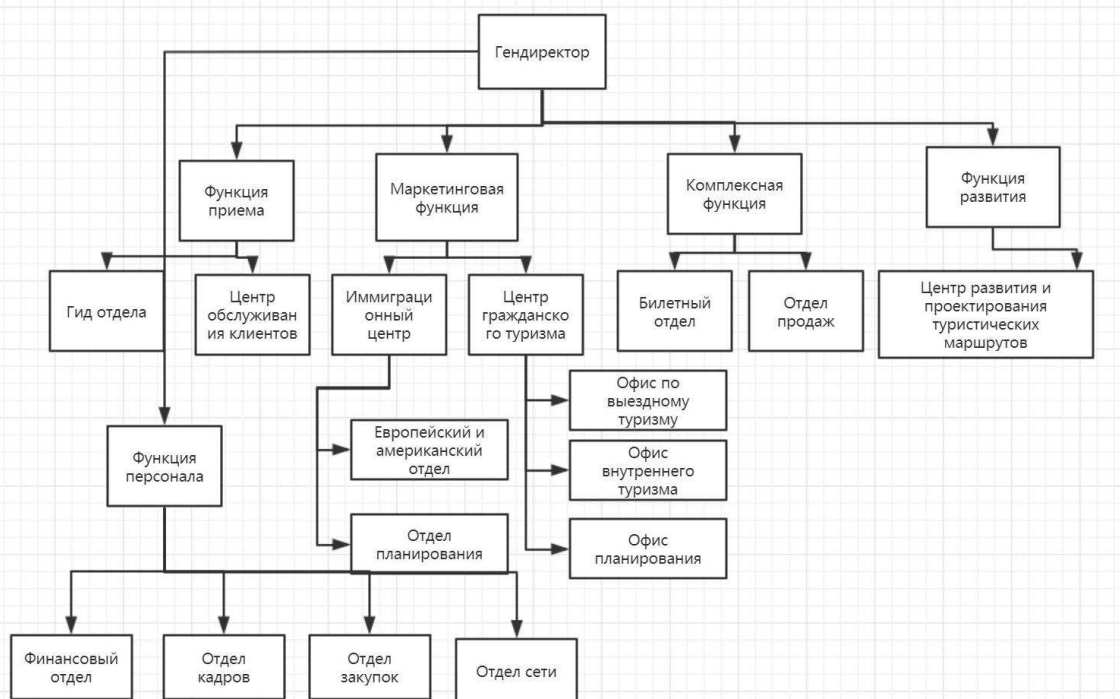 Гендиректор
Функция
приема
Маркетинговая
функция
Комплексная
функция
Функция
развития
Гид отдела
Центр
обслуживан
ия клиентов
Иммиграци
онный
центр
Центр
гражданско
го туризма
Билетный
отдел
Отдел
продаж
Центр развития и
проектирования
туристических
маршрутов
Офис по
выездному
туризму
Европейский и
американский
отдел
Офис
внутреннего
туризма
Функция
персонала
Отдел
планирования
Офис
планирования
Финансовый
отдел
Отдел
кадров
Отдел
закупок
Отдел сети